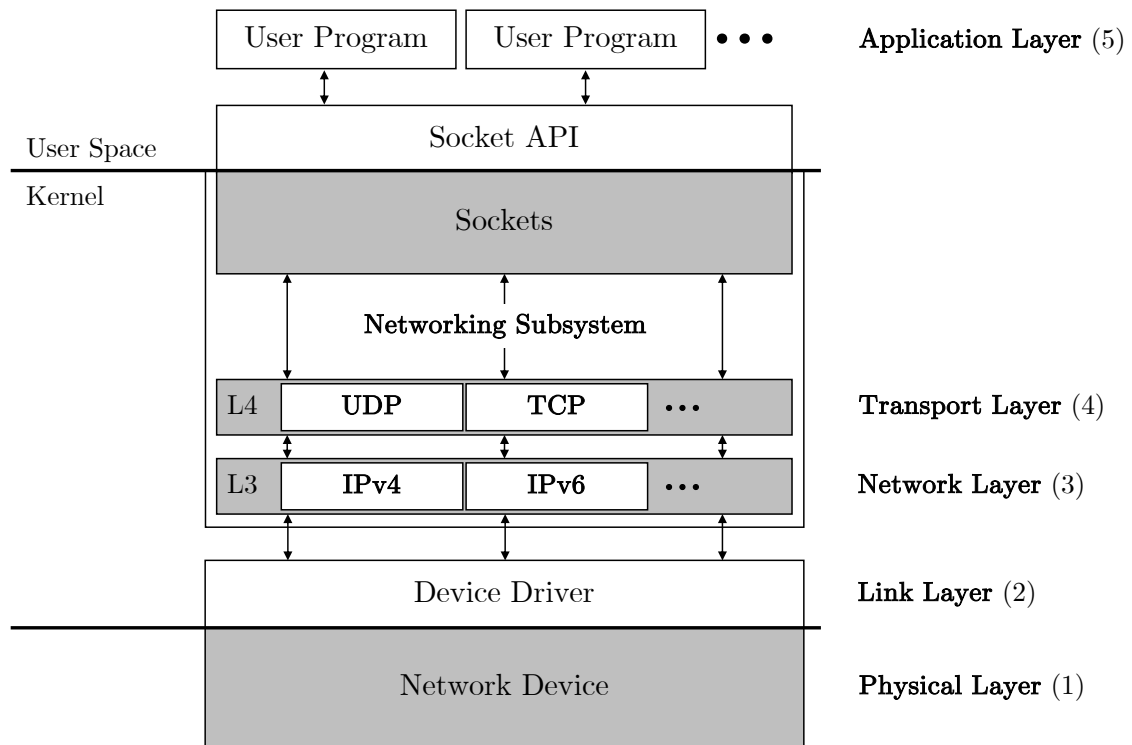 User Program User Program ••• Application Layer (5)
Socket API
User Space
Kernel
Sockets
Networking Subsystem
L4 UDP TCP ••• Transport Layer (4)
L3 IPv4 IPv6 ••• Network Layer (3)
Device Driver Link Layer (2)
Network Device Physical Layer (1)